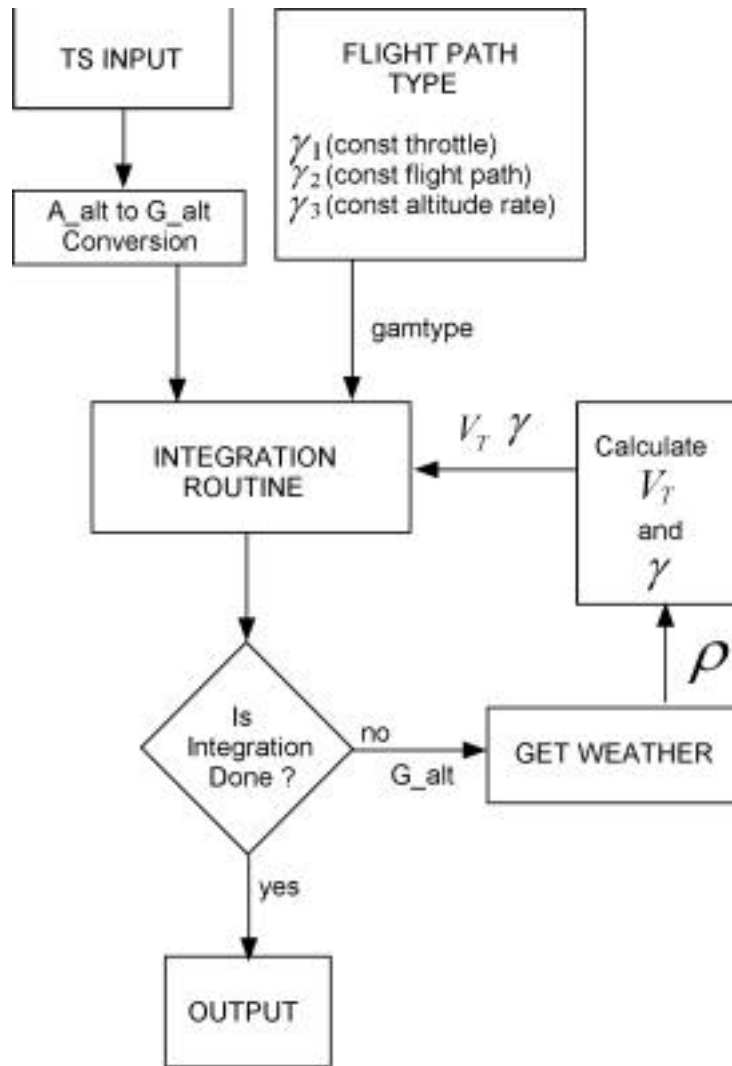 TS INPUT
FLIGHT PATH
TYPE
γ₁ (const throttle)
γ₂ (const flight path)
γ₃ (const altitude rate)
A_alt to G_alt
Conversion
gamtype
INTEGRATION
ROUTINE
V_T γ
Calculate
V_T
and
γ
ρ
Is
Integration
Done ?
no
G_alt
GET WEATHER
yes
OUTPUT